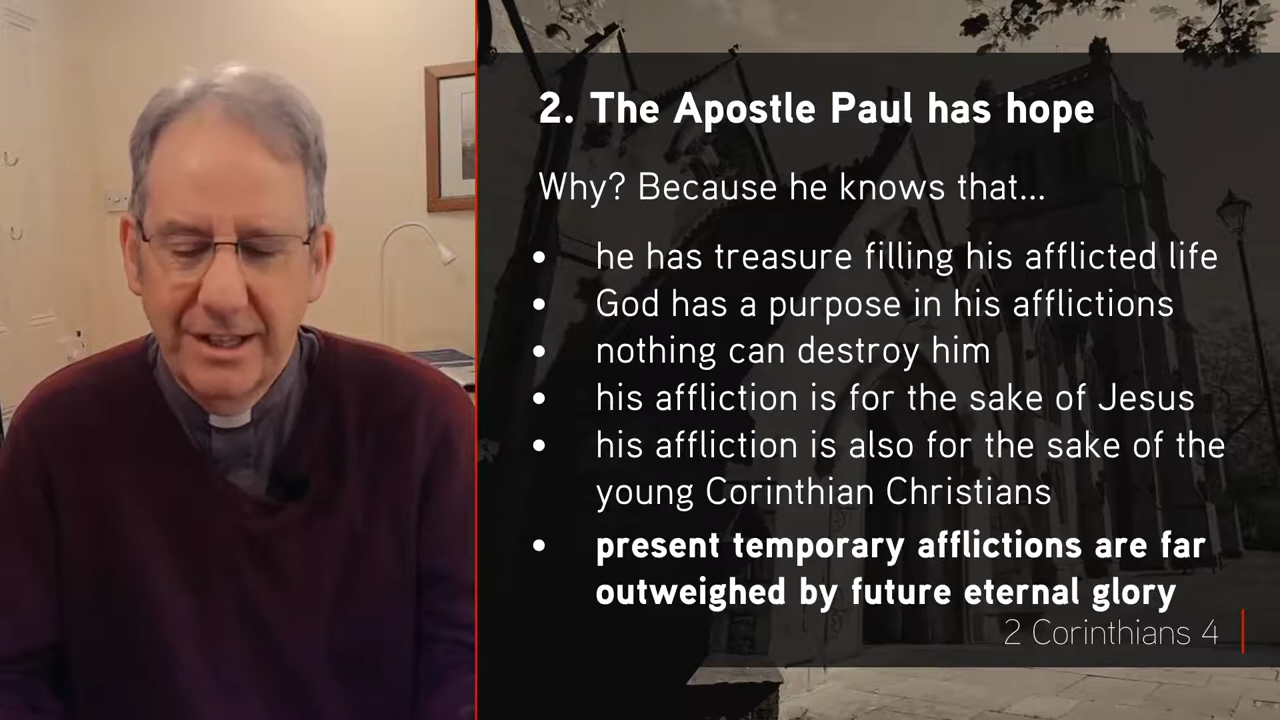 2. The Apostle Paul has hope
Why? Because he knows that...
• he has treasure filling his afflicted life
• God has a purpose in his afflictions
• nothing can destroy him
• his affliction is for the sake of Jesus
• his affliction is also for the sake of the
young Corinthian Christians
• present temporary afflictions are far
outweighed by future eternal glory
2 Corinthians 4